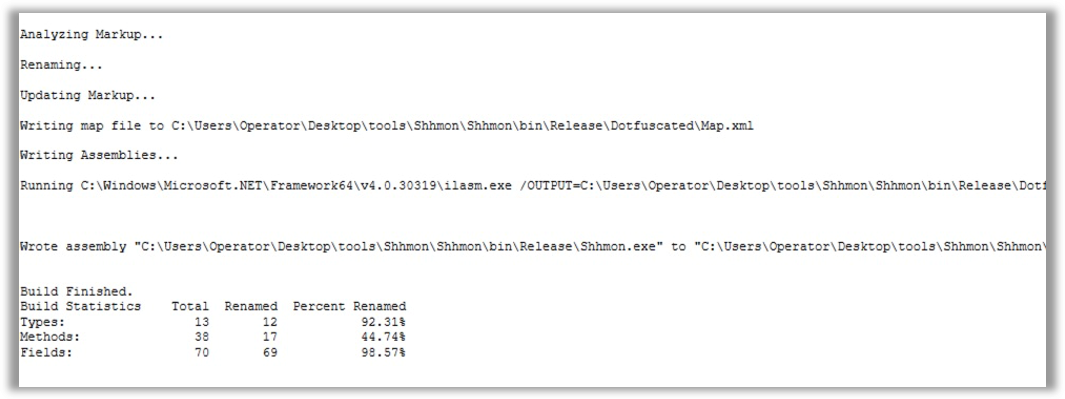 Analyzing Markup...
Renaming...
Updating Markup...
Writing map file to C:\Users\Operator\Desktop\tools\Shhmon\Shhmon\bin\Release\Dotfuscated\Map.xml
Writing Assemblies...
Running C:\Windows\Microsoft.NET\Framework64\v4.0.30319\ilasm.exe /OUTPUT=C:\Users\Operator\Desktop\tools\Shhmon\Shhmon\bin\Release\Dotf
Wrote assembly "C:\Users\Operator\Desktop\tools\Shhmon\Shhmon\bin\Release\Shhmon.exe" to "C:\Users\Operator\Desktop\tools\Shhmon\Shhmon\
Build Finished.
Build Statistics    Total  Renamed  Percent Renamed
Types:                 13       12           92.31%
Methods:               38       17           44.74%
Fields:                70       69           98.57%